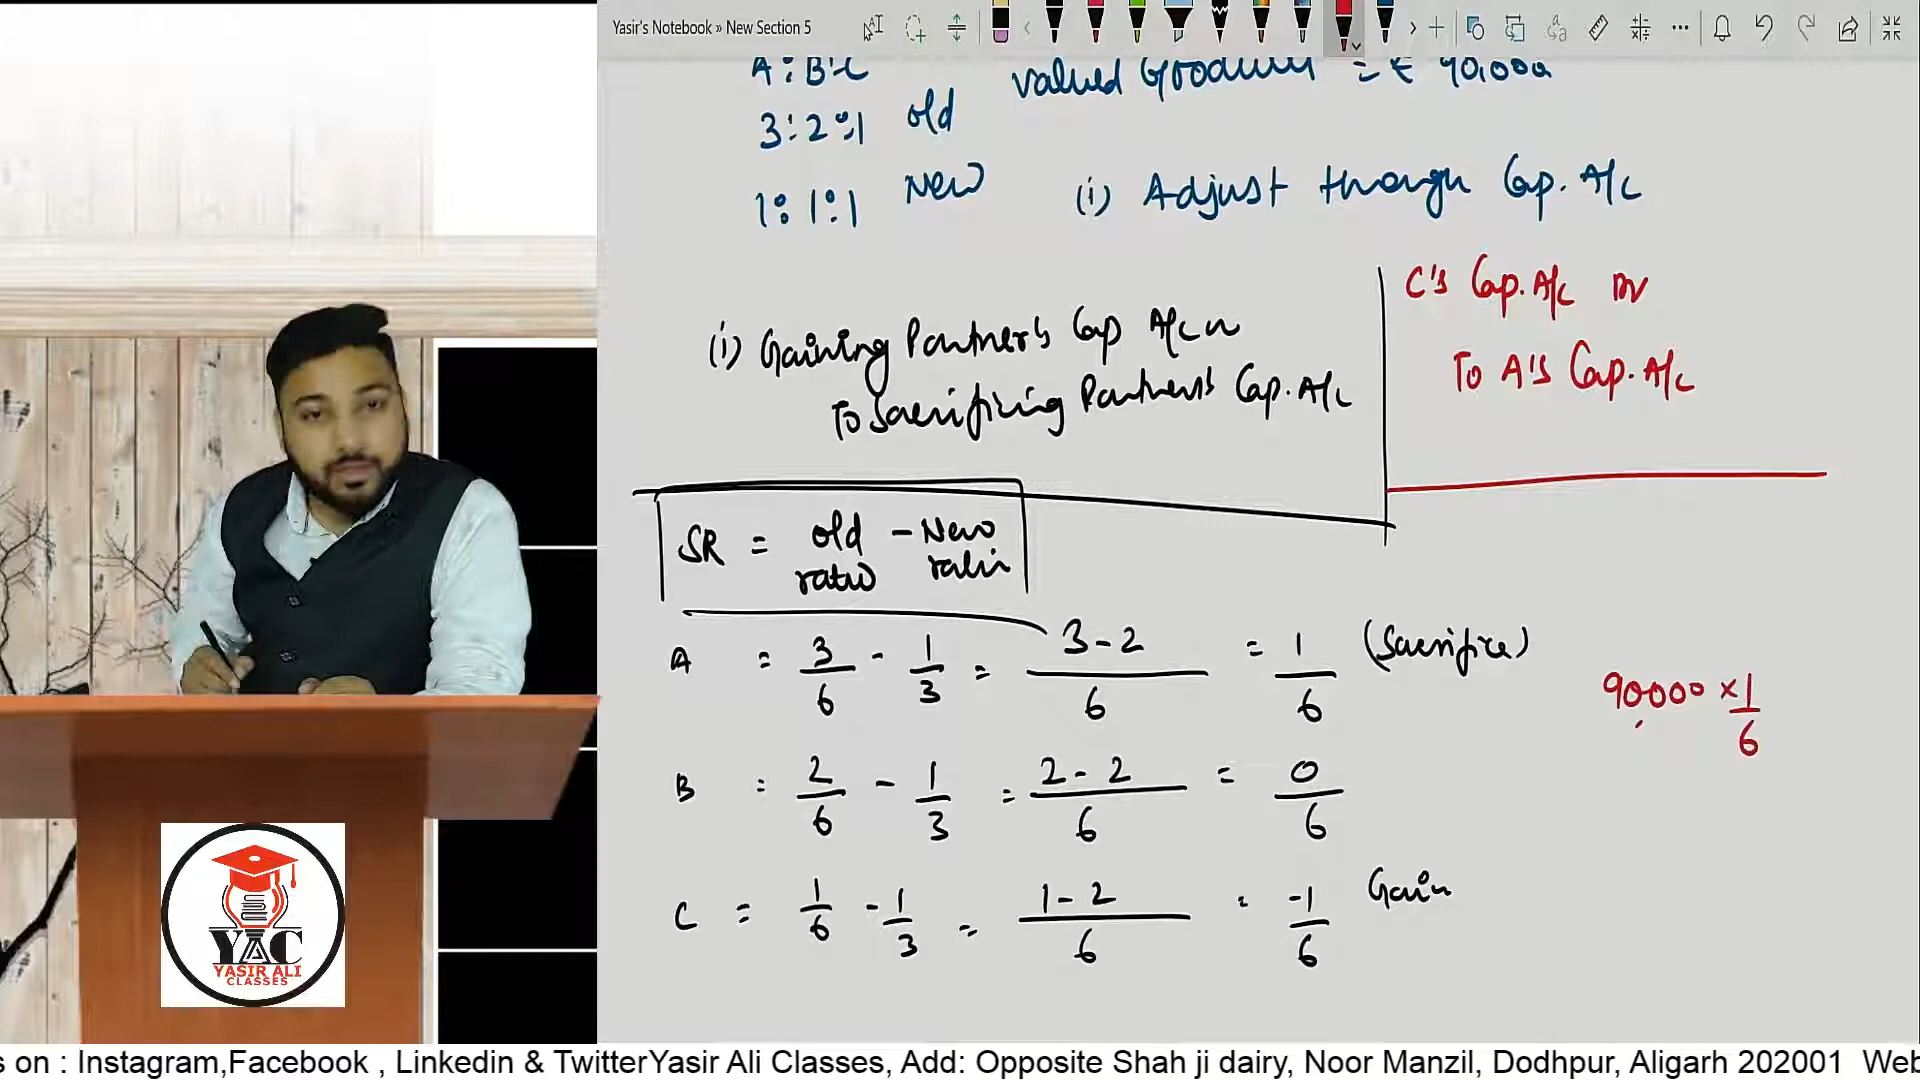 Yasir's Notebook » New Section 5
A : B : C
valued Goodwill = ₹ 90,000
3 : 2 : 1 old
1 : 1 : 1 New
(i) Adjust through Cap. A/c
(i) Gaining Partner's Cap A/c Dr
To Sacrificing Partner's Cap. A/c
C's Cap. A/c Dr
To A's Cap. A/c
SR = old ratio - New ratio
A = 3/6 - 1/3 = 3-2/6 = 1/6 (Sacrifice)
90000 × 1/6
B = 2/6 - 1/3 = 2-2/6 = 0/6
C = 1/6 - 1/3 = 1-2/6 = -1/6 Gain
YAC
YASIR ALI
CLASSES
s on : Instagram,Facebook , Linkedin & TwitterYasir Ali Classes, Add: Opposite Shah ji dairy, Noor Manzil, Dodhpur, Aligarh 202001 Web